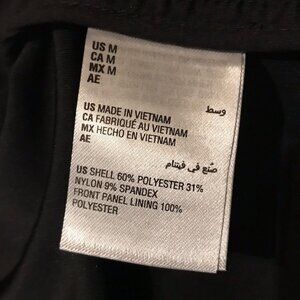 US M
CA M
MX M
AE
وسط
US MADE IN VIETNAM
CA FABRIQUÉ AU VIETNAM
MX HECHO EN VIETNAM
AE
صُنع في فيتنام
US SHELL 60% POLYESTER 31%
NYLON 9% SPANDEX
FRONT PANEL LINING 100%
POLYESTER